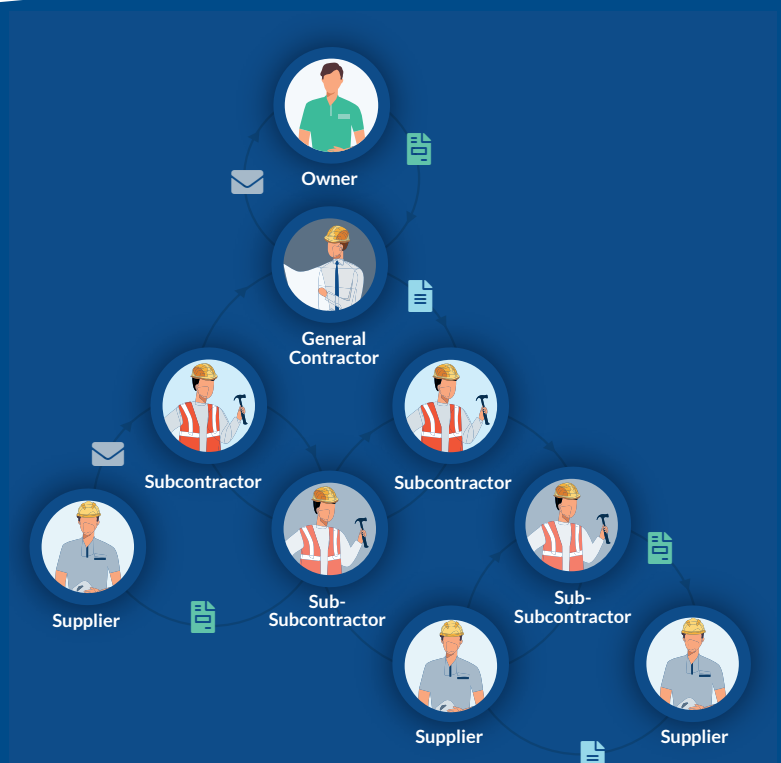 Owner
General
Contractor
Subcontractor
Subcontractor
Supplier
Sub-
Subcontractor
Sub-
Subcontractor
Supplier
Supplier